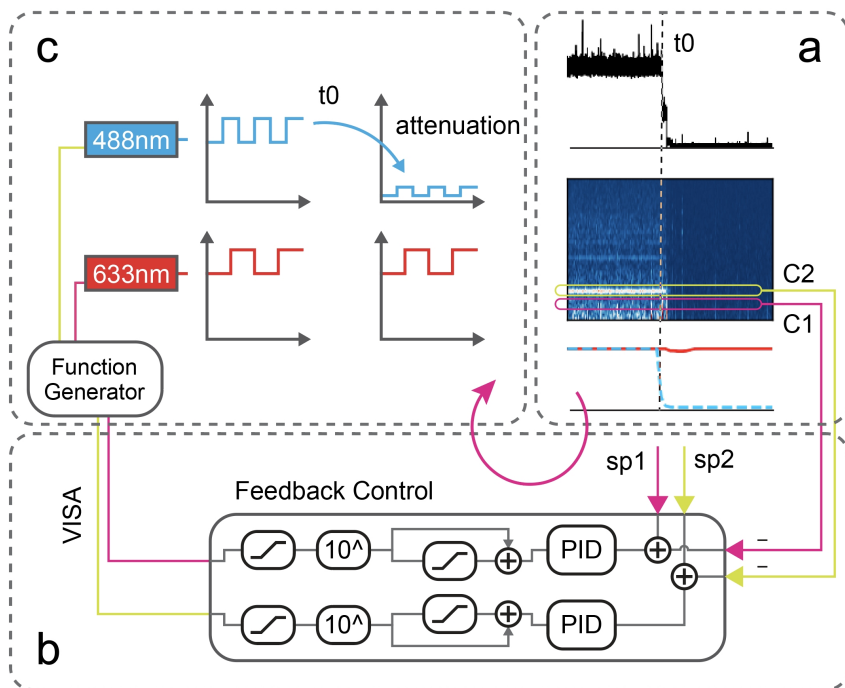 c
t0
488nm
attenuation
633nm
Function
Generator
a
t0
C2
C1
b
VISA
Feedback Control
sp1
sp2
10^
+
PID
+
–
–
+
10^
+
PID